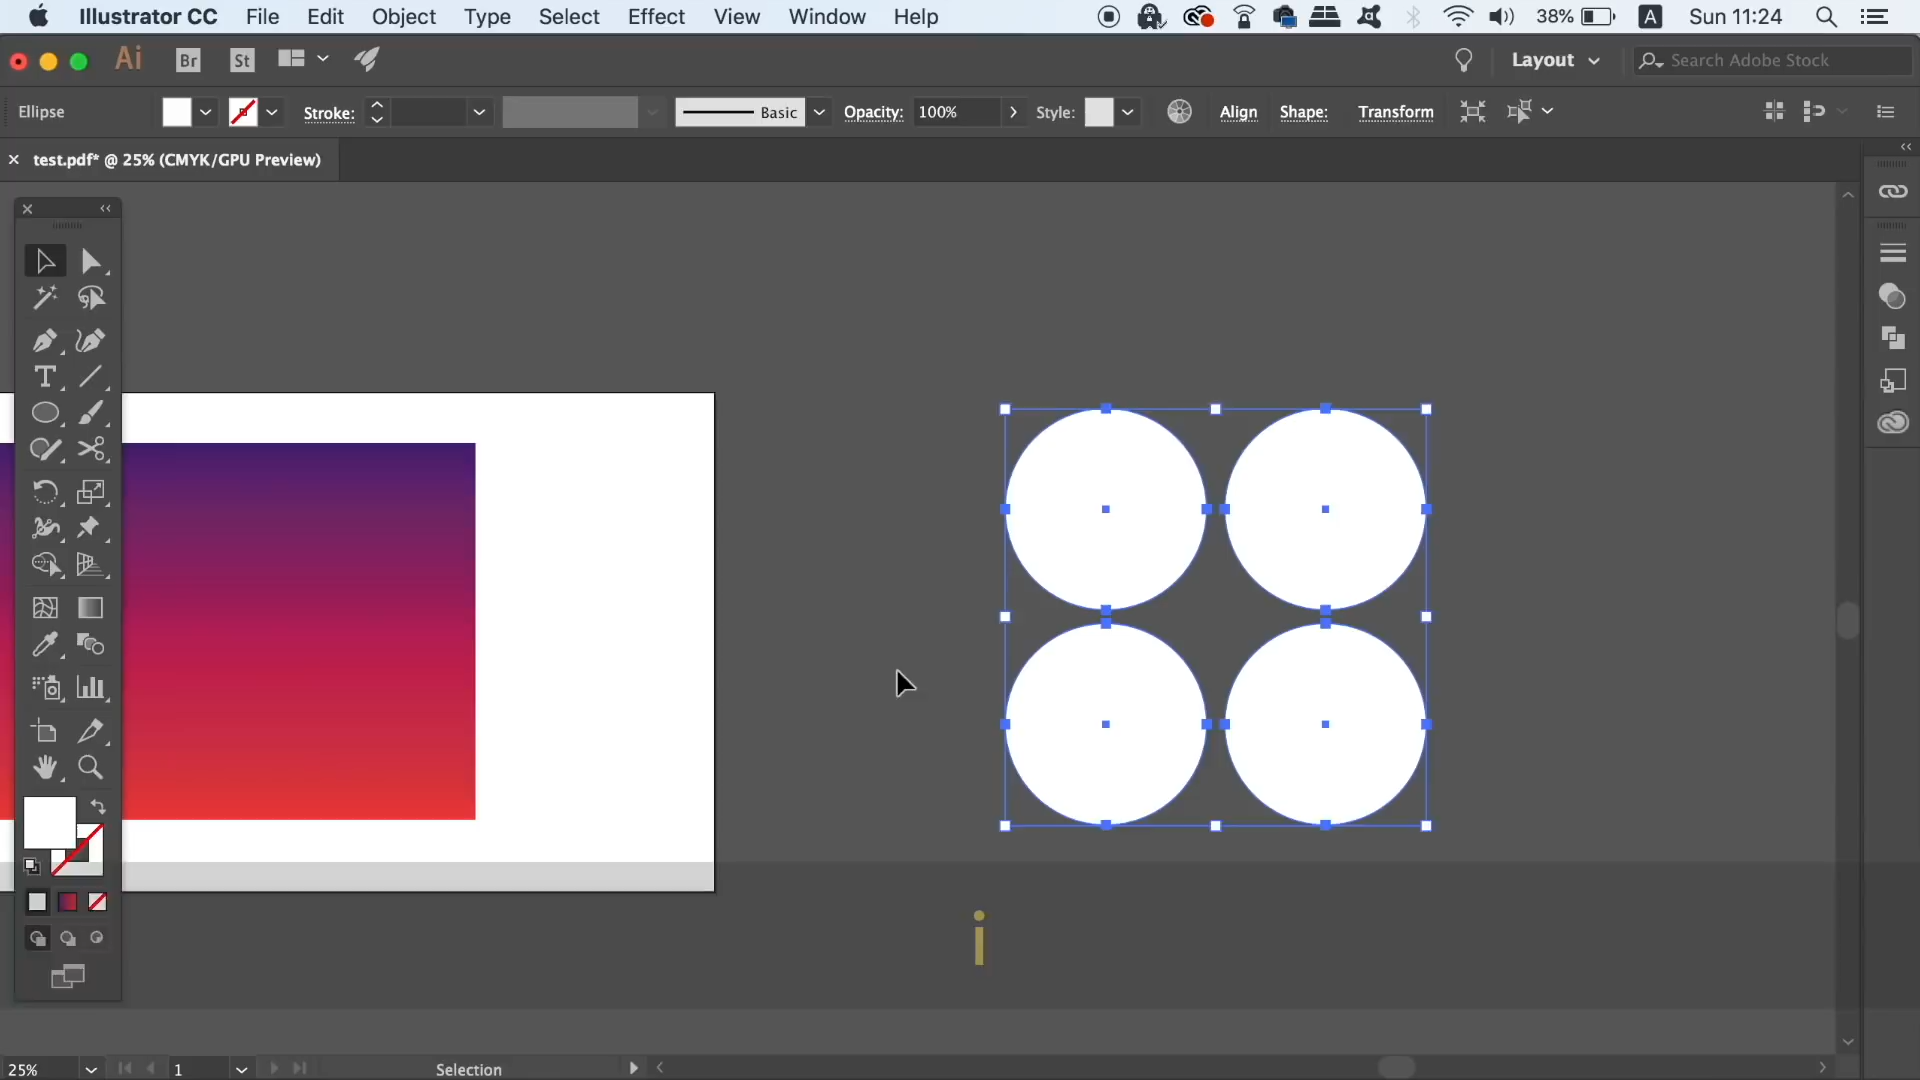 Illustrator CC File Edit Object Type Select Effect View Window Help 38% A Sun 11:24
Ai Br St Layout Search Adobe Stock
Ellipse Stroke: Basic Opacity: 100% Style: Align Shape: Transform
test.pdf* @ 25% (CMYK/GPU Preview)
i
25% 1 Selection